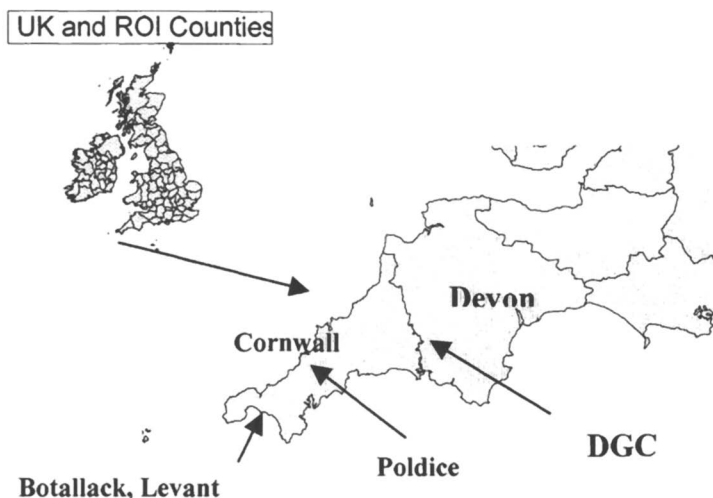 UK and ROI Counties
Devon
Cornwall
DGC
Poldice
Botallack, Levant